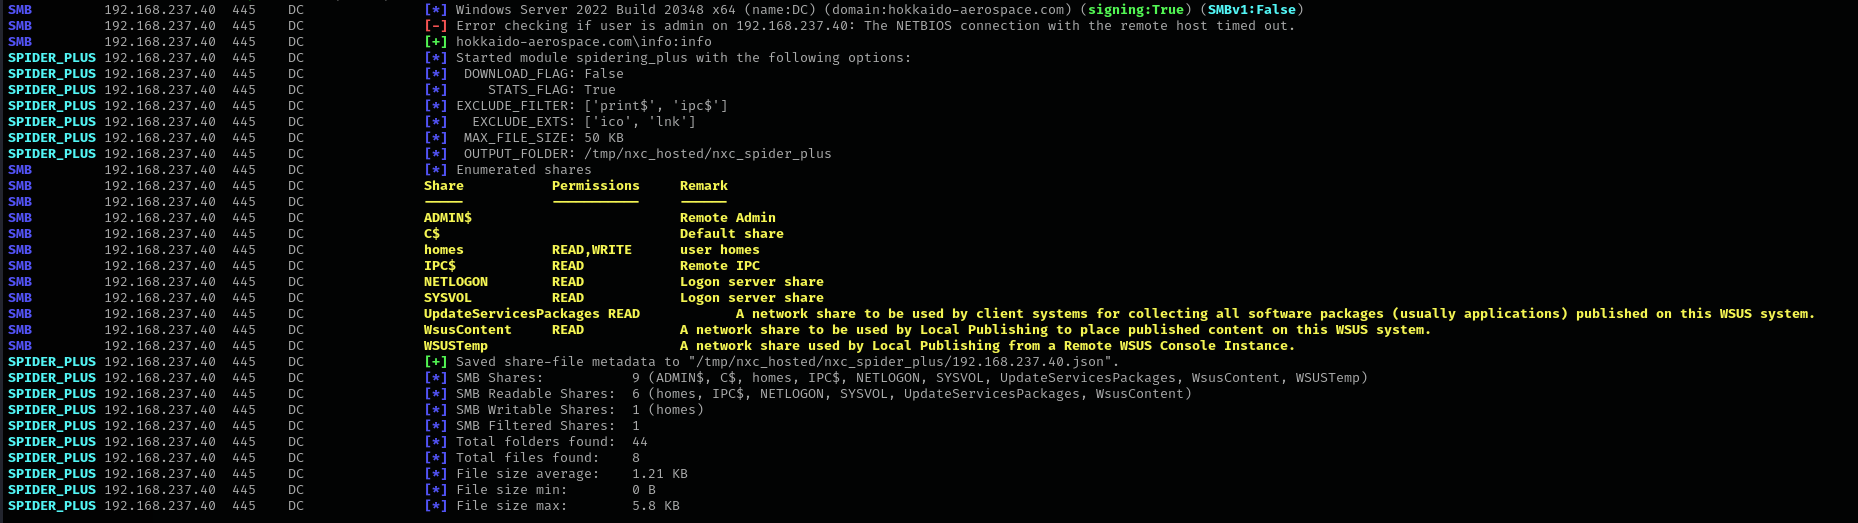 SMB 192.168.237.40 445 DC [*] Windows Server 2022 Build 20348 x64 (name:DC) (domain:hokkaido-aerospace.com) (signing:True) (SMBv1:False)
SMB 192.168.237.40 445 DC [-] Error checking if user is admin on 192.168.237.40: The NETBIOS connection with the remote host timed out.
SMB 192.168.237.40 445 DC [+] hokkaido-aerospace.com\info:info
SPIDER_PLUS 192.168.237.40 445 DC [*] Started module spidering_plus with the following options:
SPIDER_PLUS 192.168.237.40 445 DC [*] DOWNLOAD_FLAG: False
SPIDER_PLUS 192.168.237.40 445 DC [*] STATS_FLAG: True
SPIDER_PLUS 192.168.237.40 445 DC [*] EXCLUDE_FILTER: ['print$', 'ipc$']
SPIDER_PLUS 192.168.237.40 445 DC [*] EXCLUDE_EXTS: ['ico', 'lnk']
SPIDER_PLUS 192.168.237.40 445 DC [*] MAX_FILE_SIZE: 50 KB
SPIDER_PLUS 192.168.237.40 445 DC [*] OUTPUT_FOLDER: /tmp/nxc_hosted/nxc_spider_plus
SMB 192.168.237.40 445 DC [*] Enumerated shares
SMB 192.168.237.40 445 DC Share Permissions Remark
SMB 192.168.237.40 445 DC ----- ----------- ------
SMB 192.168.237.40 445 DC ADMIN$ Remote Admin
SMB 192.168.237.40 445 DC C$ Default share
SMB 192.168.237.40 445 DC homes READ,WRITE user homes
SMB 192.168.237.40 445 DC IPC$ READ Remote IPC
SMB 192.168.237.40 445 DC NETLOGON READ Logon server share
SMB 192.168.237.40 445 DC SYSVOL READ Logon server share
SMB 192.168.237.40 445 DC UpdateServicesPackages READ A network share to be used by client systems for collecting all software packages (usually applications) published on this WSUS system.
SMB 192.168.237.40 445 DC WsusContent READ A network share to be used by Local Publishing to place published content on this WSUS system.
SMB 192.168.237.40 445 DC WSUSTemp A network share used by Local Publishing from a Remote WSUS Console Instance.
SPIDER_PLUS 192.168.237.40 445 DC [+] Saved share-file metadata to "/tmp/nxc_hosted/nxc_spider_plus/192.168.237.40.json".
SPIDER_PLUS 192.168.237.40 445 DC [*] SMB Shares: 9 (ADMIN$, C$, homes, IPC$, NETLOGON, SYSVOL, UpdateServicesPackages, WsusContent, WSUSTemp)
SPIDER_PLUS 192.168.237.40 445 DC [*] SMB Readable Shares: 6 (homes, IPC$, NETLOGON, SYSVOL, UpdateServicesPackages, WsusContent)
SPIDER_PLUS 192.168.237.40 445 DC [*] SMB Writable Shares: 1 (homes)
SPIDER_PLUS 192.168.237.40 445 DC [*] SMB Filtered Shares: 1
SPIDER_PLUS 192.168.237.40 445 DC [*] Total folders found: 44
SPIDER_PLUS 192.168.237.40 445 DC [*] Total files found: 8
SPIDER_PLUS 192.168.237.40 445 DC [*] File size average: 1.21 KB
SPIDER_PLUS 192.168.237.40 445 DC [*] File size min: 0 B
SPIDER_PLUS 192.168.237.40 445 DC [*] File size max: 5.8 KB